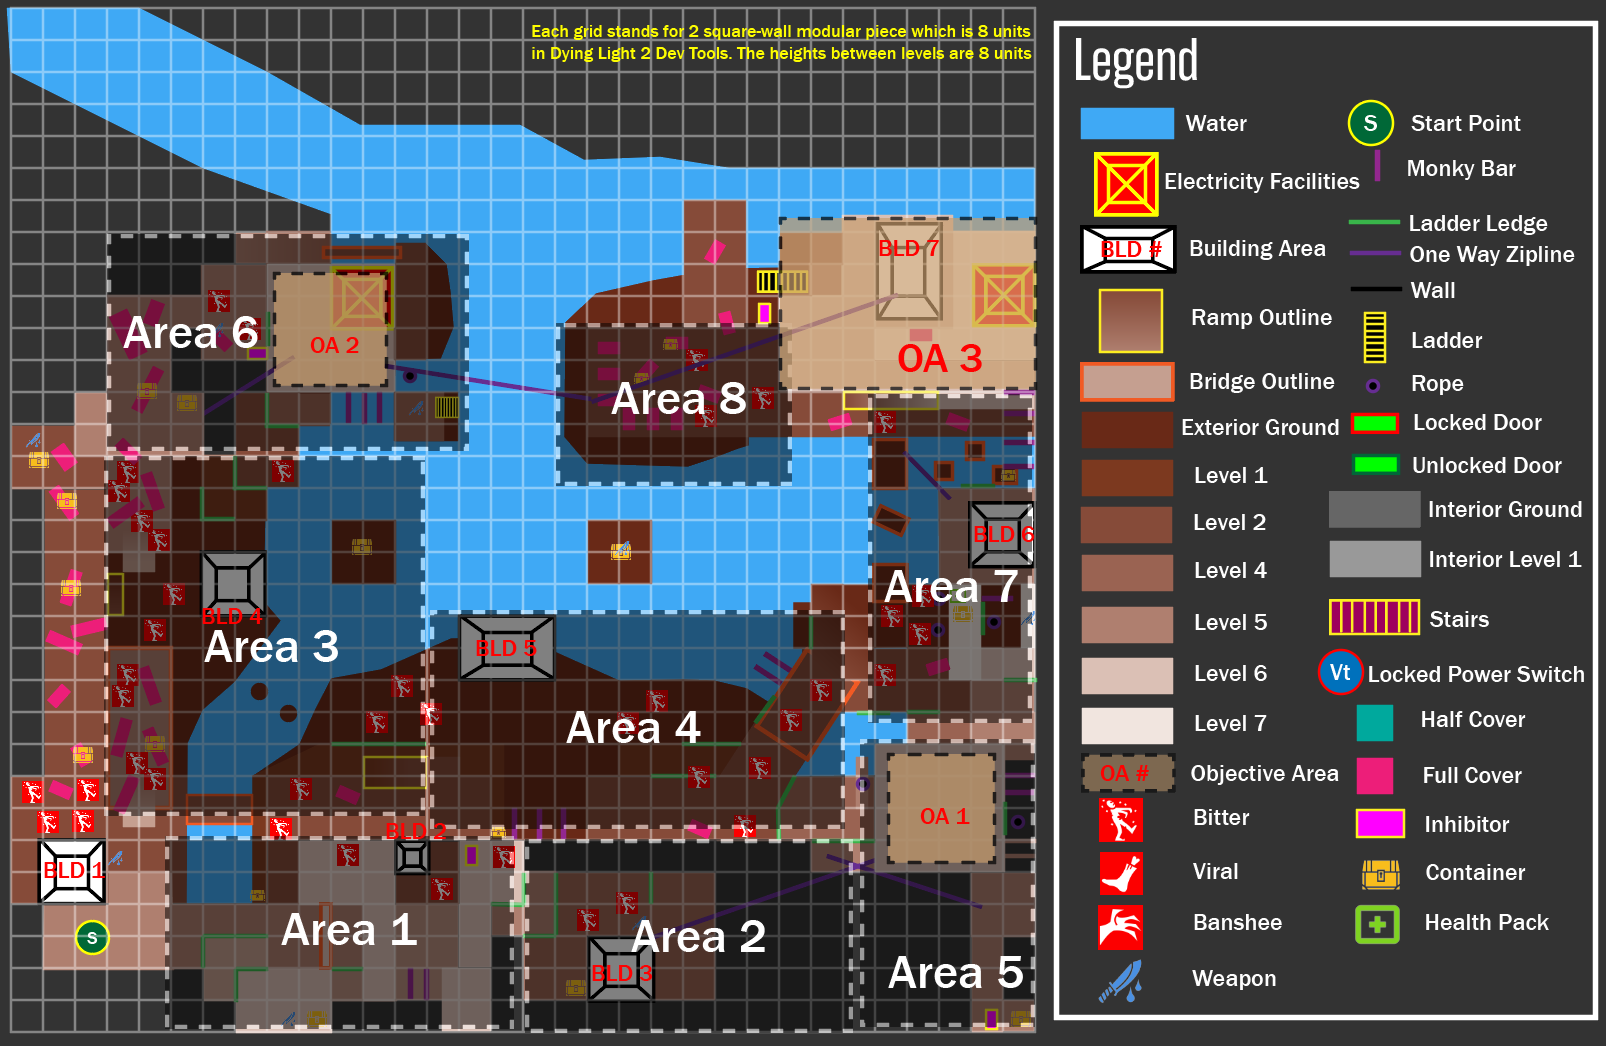 Each grid stands for 2 square-wall modular piece which is 8 units
in Dying Light 2 Dev Tools. The heights between levels are 8 units
BLD 7
Area 6
OA 2
OA 3
Area 8
BLD 6
Area 7
BLD 4
Area 3
BLD 5
Area 4
OA 1
BLD 2
BLD 1
S
Area 1
Area 2
BLD 3
Area 5
Legend
Water
S
Start Point
Monky Bar
Electricity Facilities
Ladder Ledge
BLD #
Building Area
One Way Zipline
Wall
Ramp Outline
Ladder
Bridge Outline
Rope
Exterior Ground
Locked Door
Level 1
Unlocked Door
Level 2
Interior Ground
Level 4
Interior Level 1
Level 5
Stairs
Level 6
Vt
Locked Power Switch
Level 7
Half Cover
OA #
Objective Area
Full Cover
Bitter
Inhibitor
Viral
Container
Banshee
Health Pack
Weapon